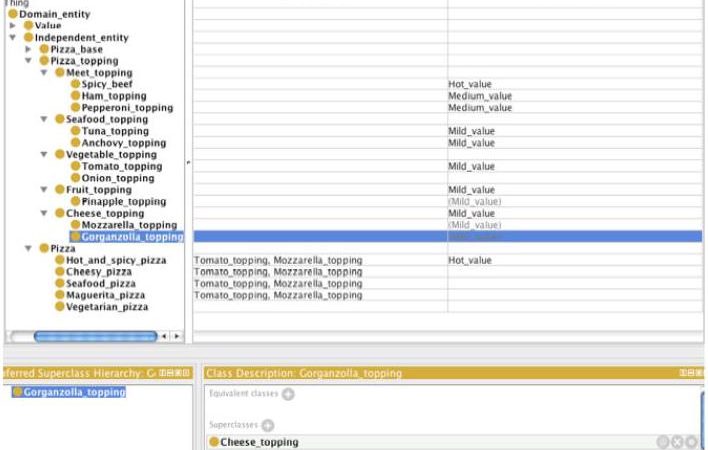 Thing
Domain_entity
Value
Independent_entity
Pizza_base
Pizza_topping
Meet_topping
Spicy_beef Hot_value
Ham_topping Medium_value
Pepperoni_topping Medium_value
Seafood_topping
Tuna_topping Mild_value
Anchovy_topping Mild_value
Vegetable_topping
Tomato_topping Mild_value
Onion_topping
Fruit_topping Mild_value
Pinapple_topping (Mild_value)
Cheese_topping Mild_value
Mozzarella_topping (Mild_value)
Gorganzolla_topping
Pizza
Hot_and_spicy_pizza Tomato_topping, Mozzarella_topping Hot_value
Cheesy_pizza Tomato_topping, Mozzarella_topping
Seafood_pizza Tomato_topping, Mozzarella_topping
Maguerita_pizza Tomato_topping, Mozzarella_topping
Vegetarian_pizza
ferred Superclass Hierarchy: G Class Description: Gorganzolla_topping
Gorganzolla_topping Equivalent classes
Superclasses
Cheese_topping